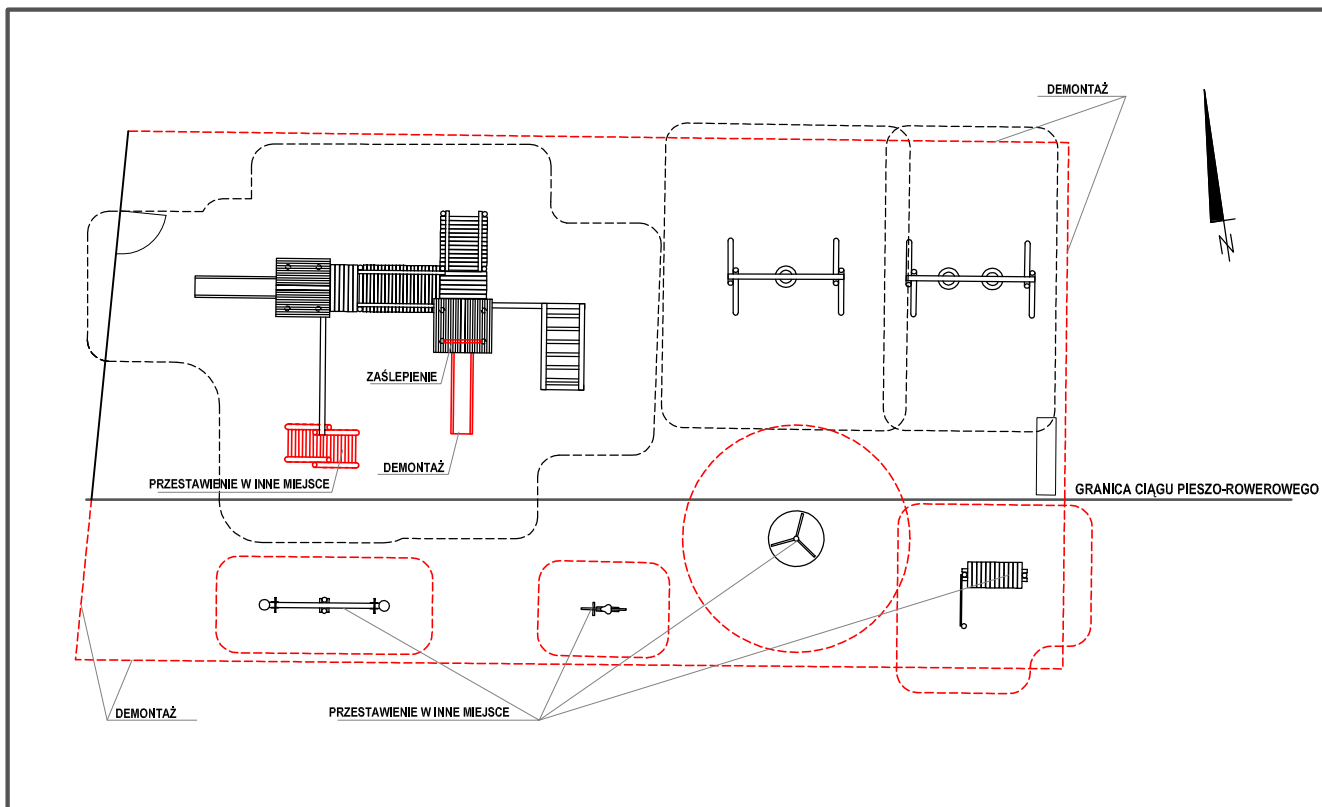 DEMONTAŻ
N
ZAŚLEPIENIE
DEMONTAŻ
PRZESTAWIENIE W INNE MIEJSCE
GRANICA CIĄGU PIESZO-ROWEROWEGO
DEMONTAŻ
PRZESTAWIENIE W INNE MIEJSCE